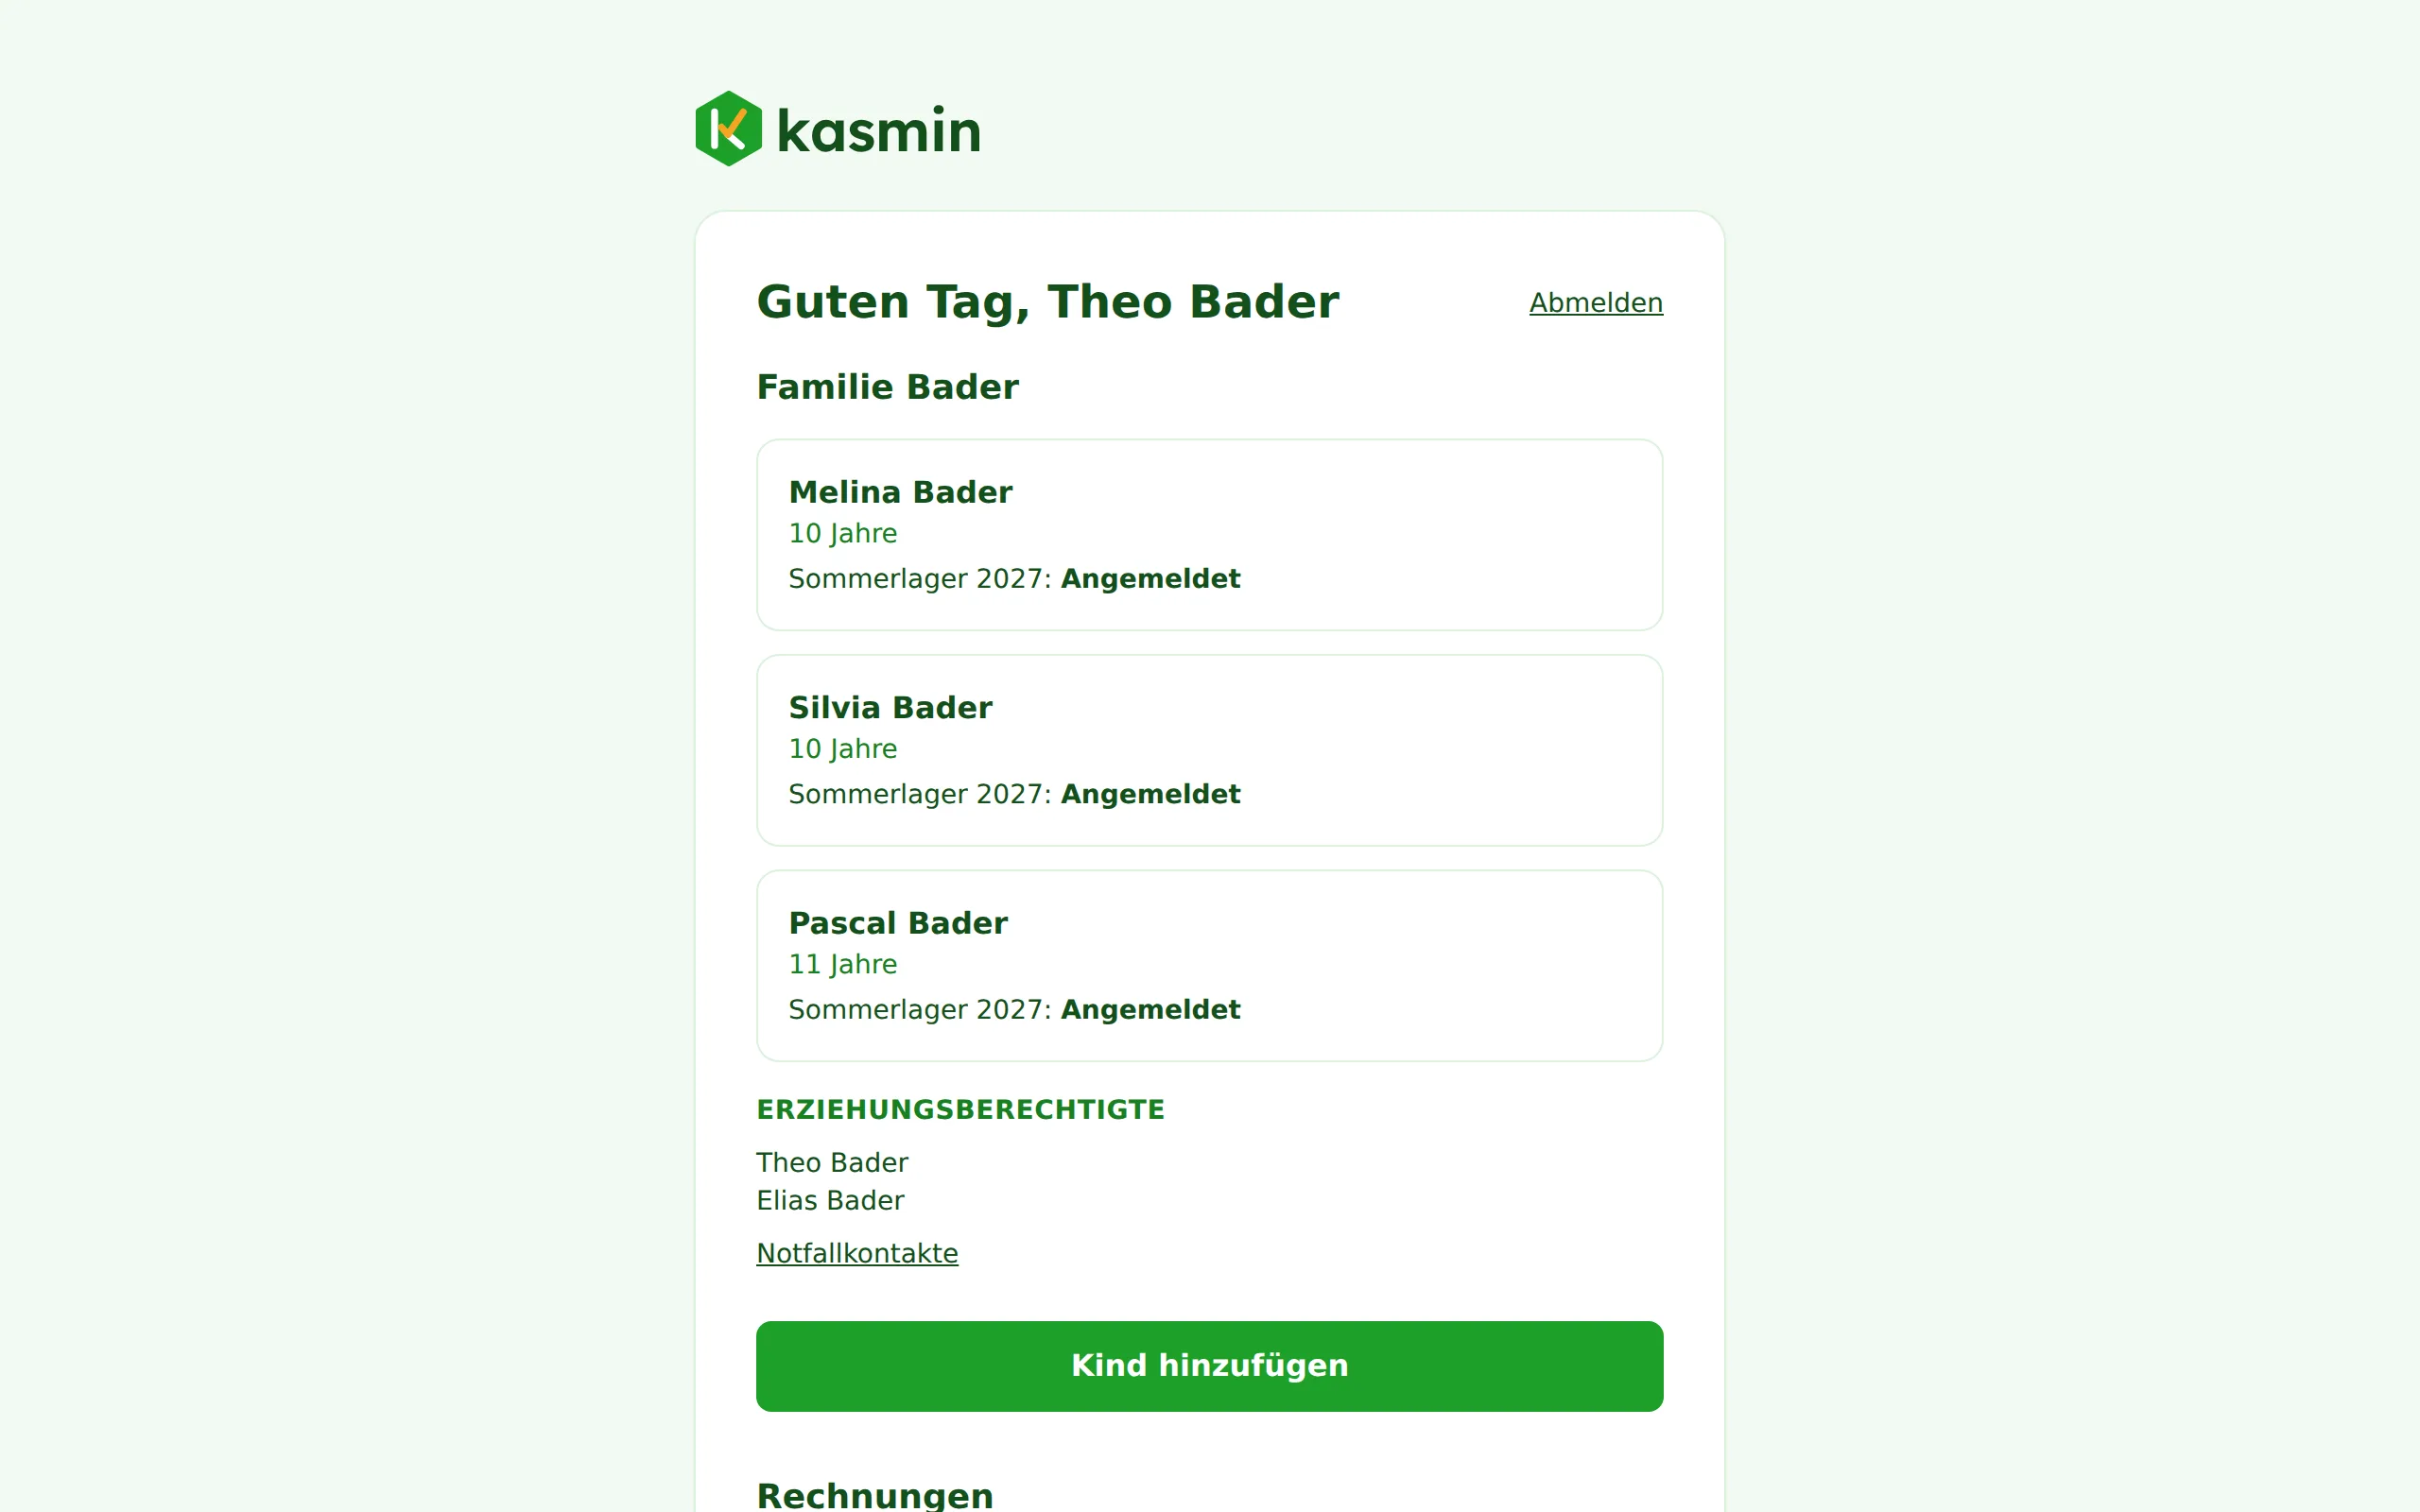 kasmin
Guten Tag, Theo Bader
Abmelden
Familie Bader
Melina Bader
10 Jahre
Sommerlager 2027: Angemeldet
Silvia Bader
10 Jahre
Sommerlager 2027: Angemeldet
Pascal Bader
11 Jahre
Sommerlager 2027: Angemeldet
ERZIEHUNGSBERECHTIGTE
Theo Bader
Elias Bader
Notfallkontakte
Kind hinzufügen
Rechnungen